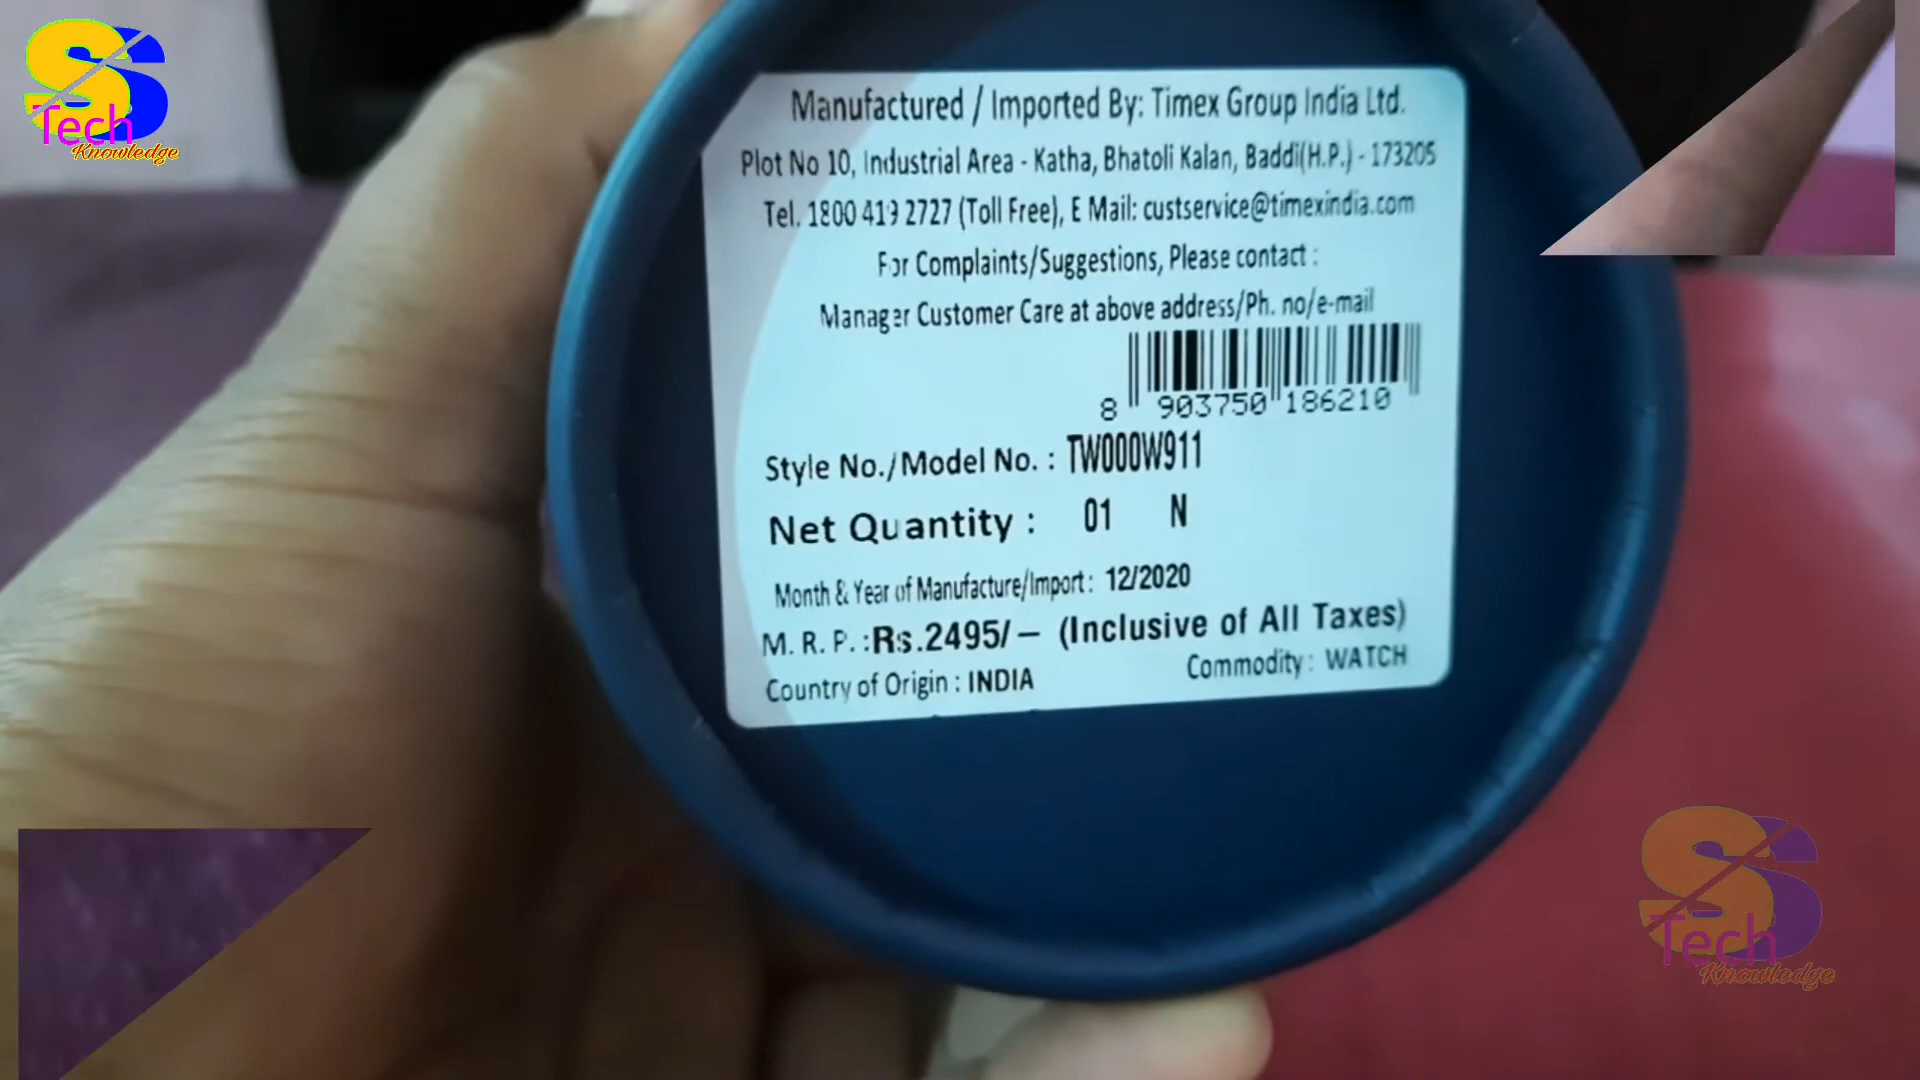 SS
Tech
Knowledge
Manufactured / Imported By: Timex Group India Ltd.
Plot No 10, Industrial Area - Katha, Bhatoli Kalan, Baddi(H.P.) - 173205
Tel. 1800 419 2727 (Toll Free), E Mail: custservice@timexindia.com
For Complaints/Suggestions, Please contact :
Manager Customer Care at above address/Ph. no/e-mail
8 903750 186210
Style No./Model No. : TW000W911
Net Quantity : 01 N
Month & Year of Manufacture/Import : 12/2020
M. R. P. :Rs.2495/– (Inclusive of All Taxes)
Country of Origin : INDIA Commodity : WATCH
SS
Tech
Knowledge